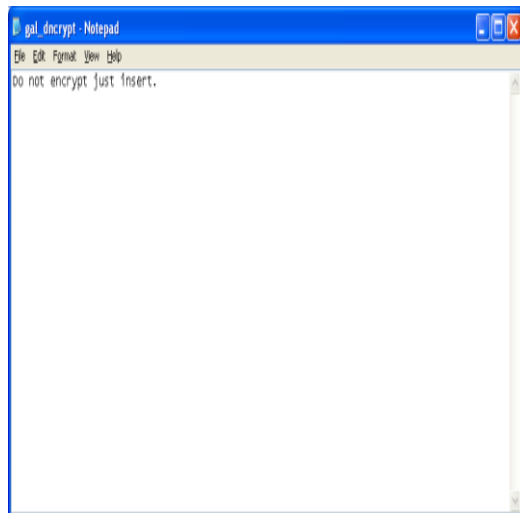 gal_dncrypt - Notepad
File Edit Format View Help
Do not encrypt just insert.